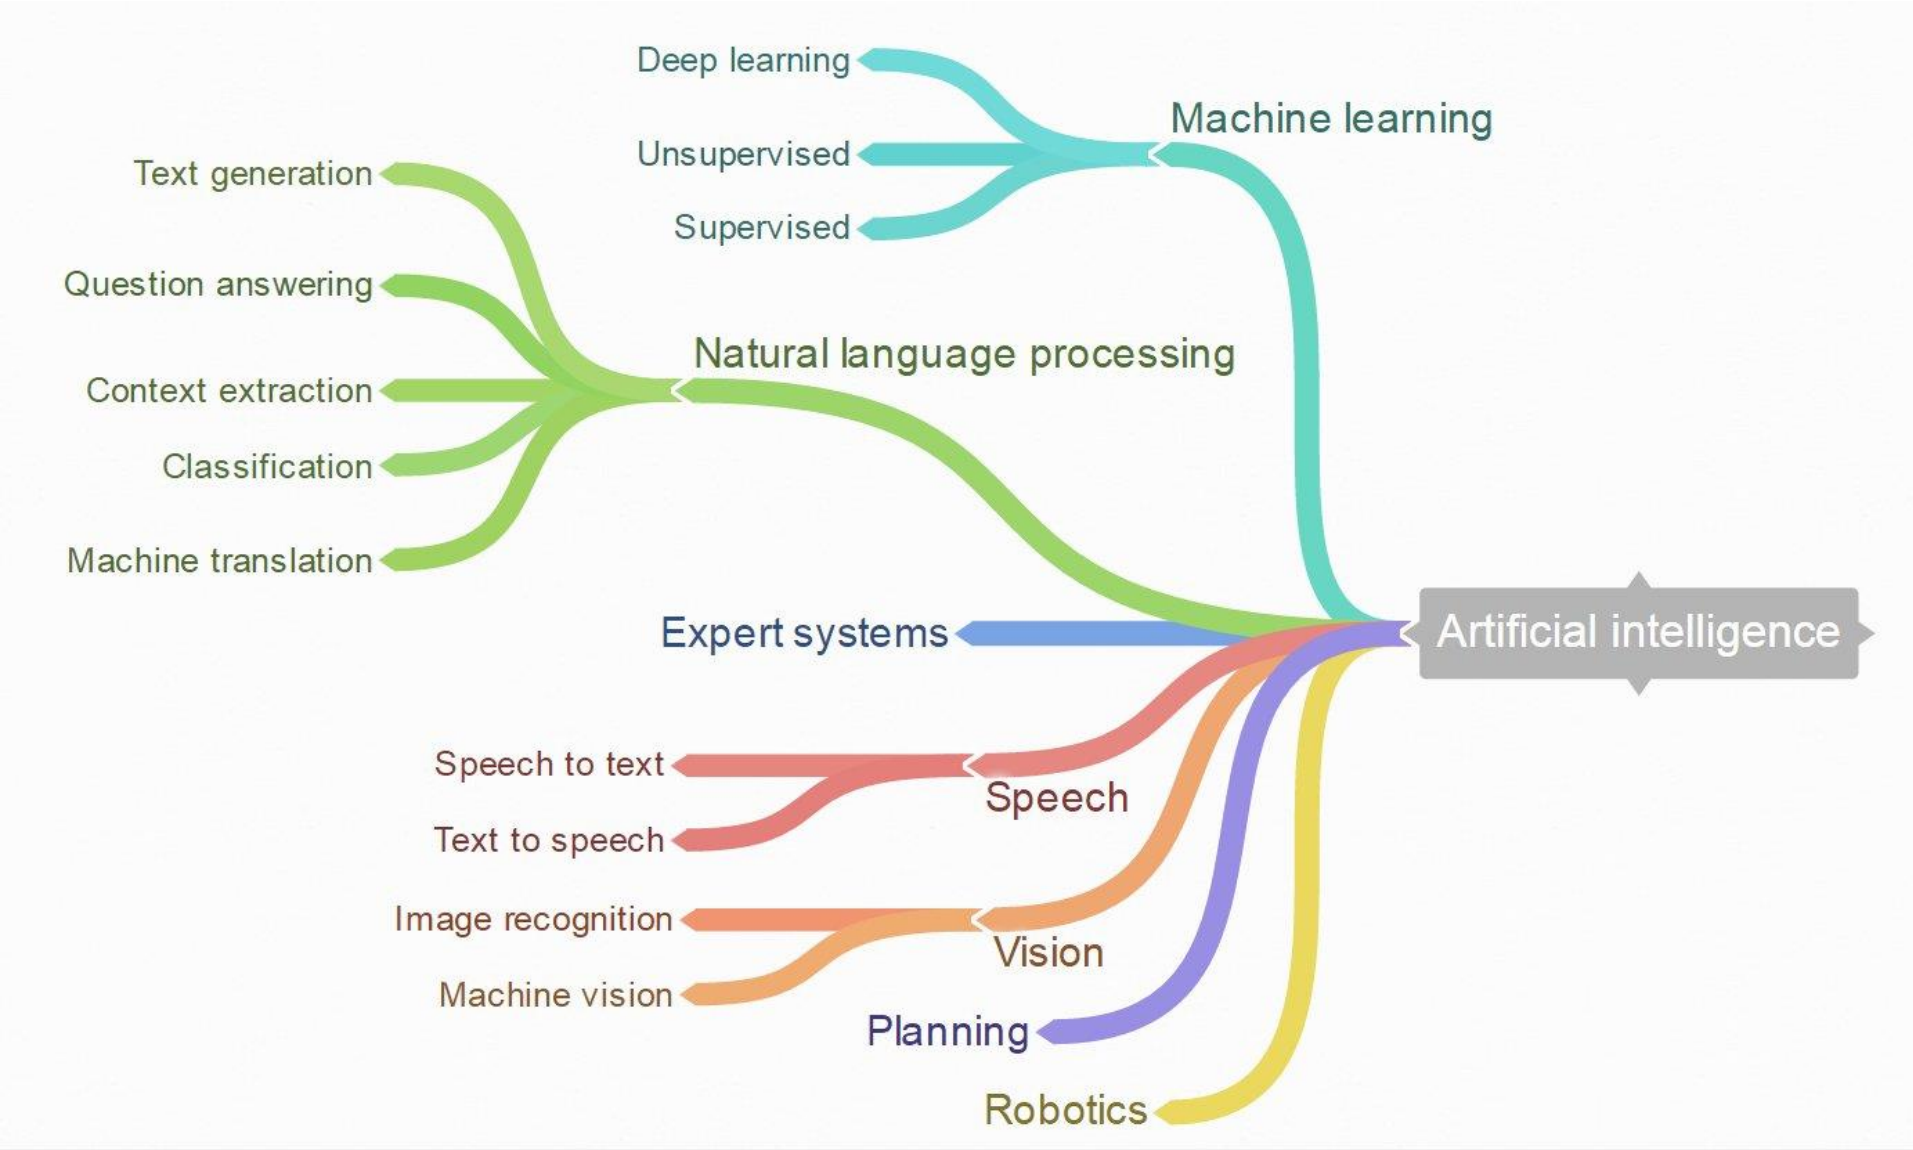 Deep learning
Machine learning
Unsupervised
Supervised
Text generation
Question answering
Natural language processing
Context extraction
Classification
Machine translation
Expert systems
Artificial intelligence
Speech to text
Speech
Text to speech
Image recognition
Vision
Machine vision
Planning
Robotics